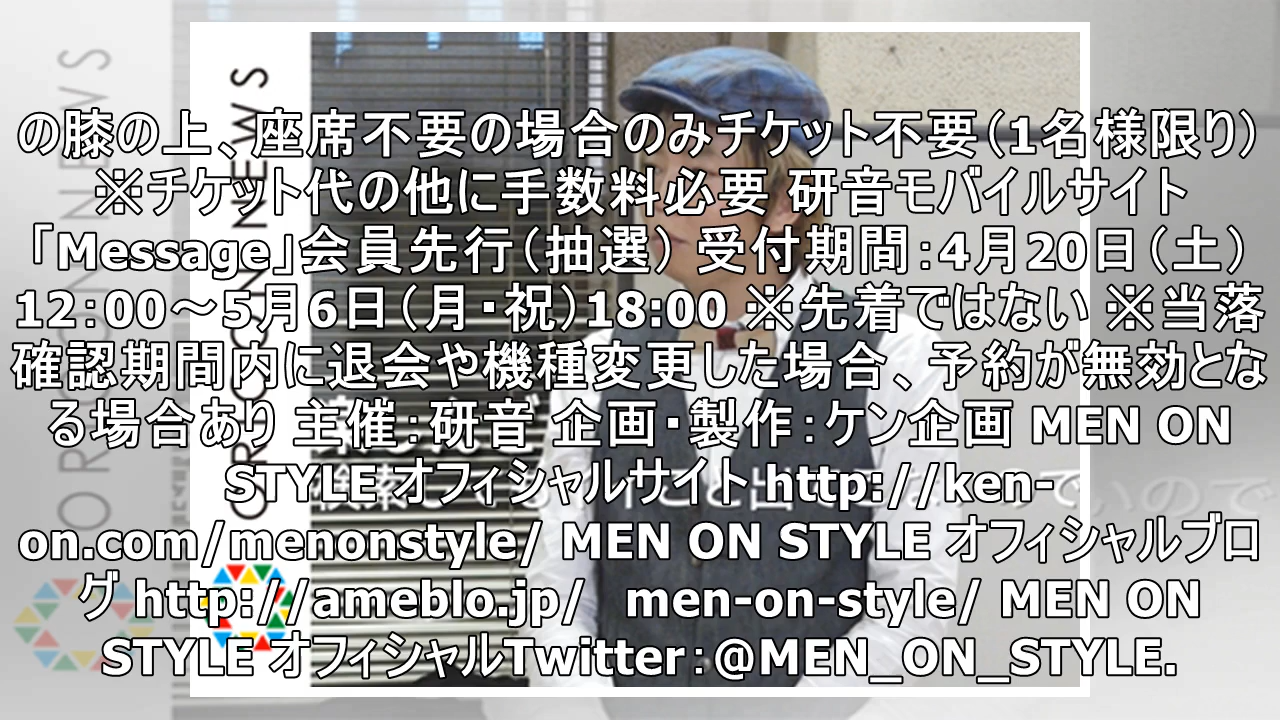 の膝の上、座席不要の場合のみチケット不要（1名様限り）
※チケット代の他に手数料必要 研音モバイルサイト
「Message」会員先行（抽選） 受付期間：4月20日（土）
12：00～5月6日（月・祝）18:00 ※先着ではない ※当落
確認期間内に退会や機種変更した場合、予約が無効とな
る場合あり 主催：研音 企画・製作：ケン企画 MEN ON
STYLE オフィシャルサイト http://ken-
on.com/menonstyle/ MEN ON STYLE オフィシャルブロ
グ http://ameblo.jp/ men-on-style/ MEN ON
STYLE オフィシャルTwitter：@MEN_ON_STYLE.
ORICON NEWS